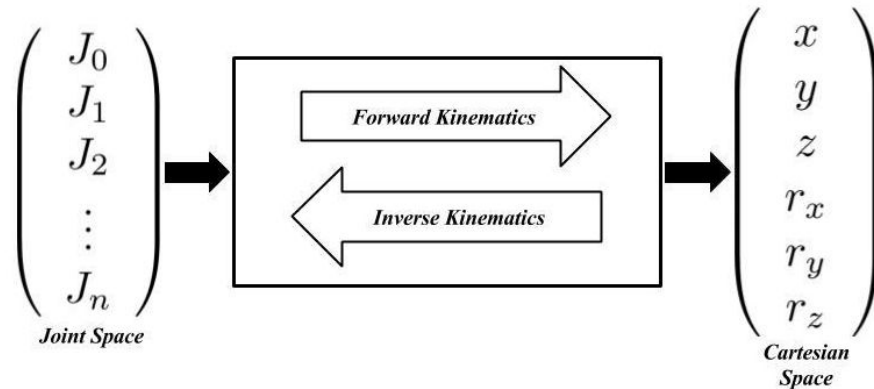 J_0
J_1
J_2
⋮
J_n
Joint Space
Forward Kinematics
Inverse Kinematics
x
y
z
r_x
r_y
r_z
Cartesian
Space